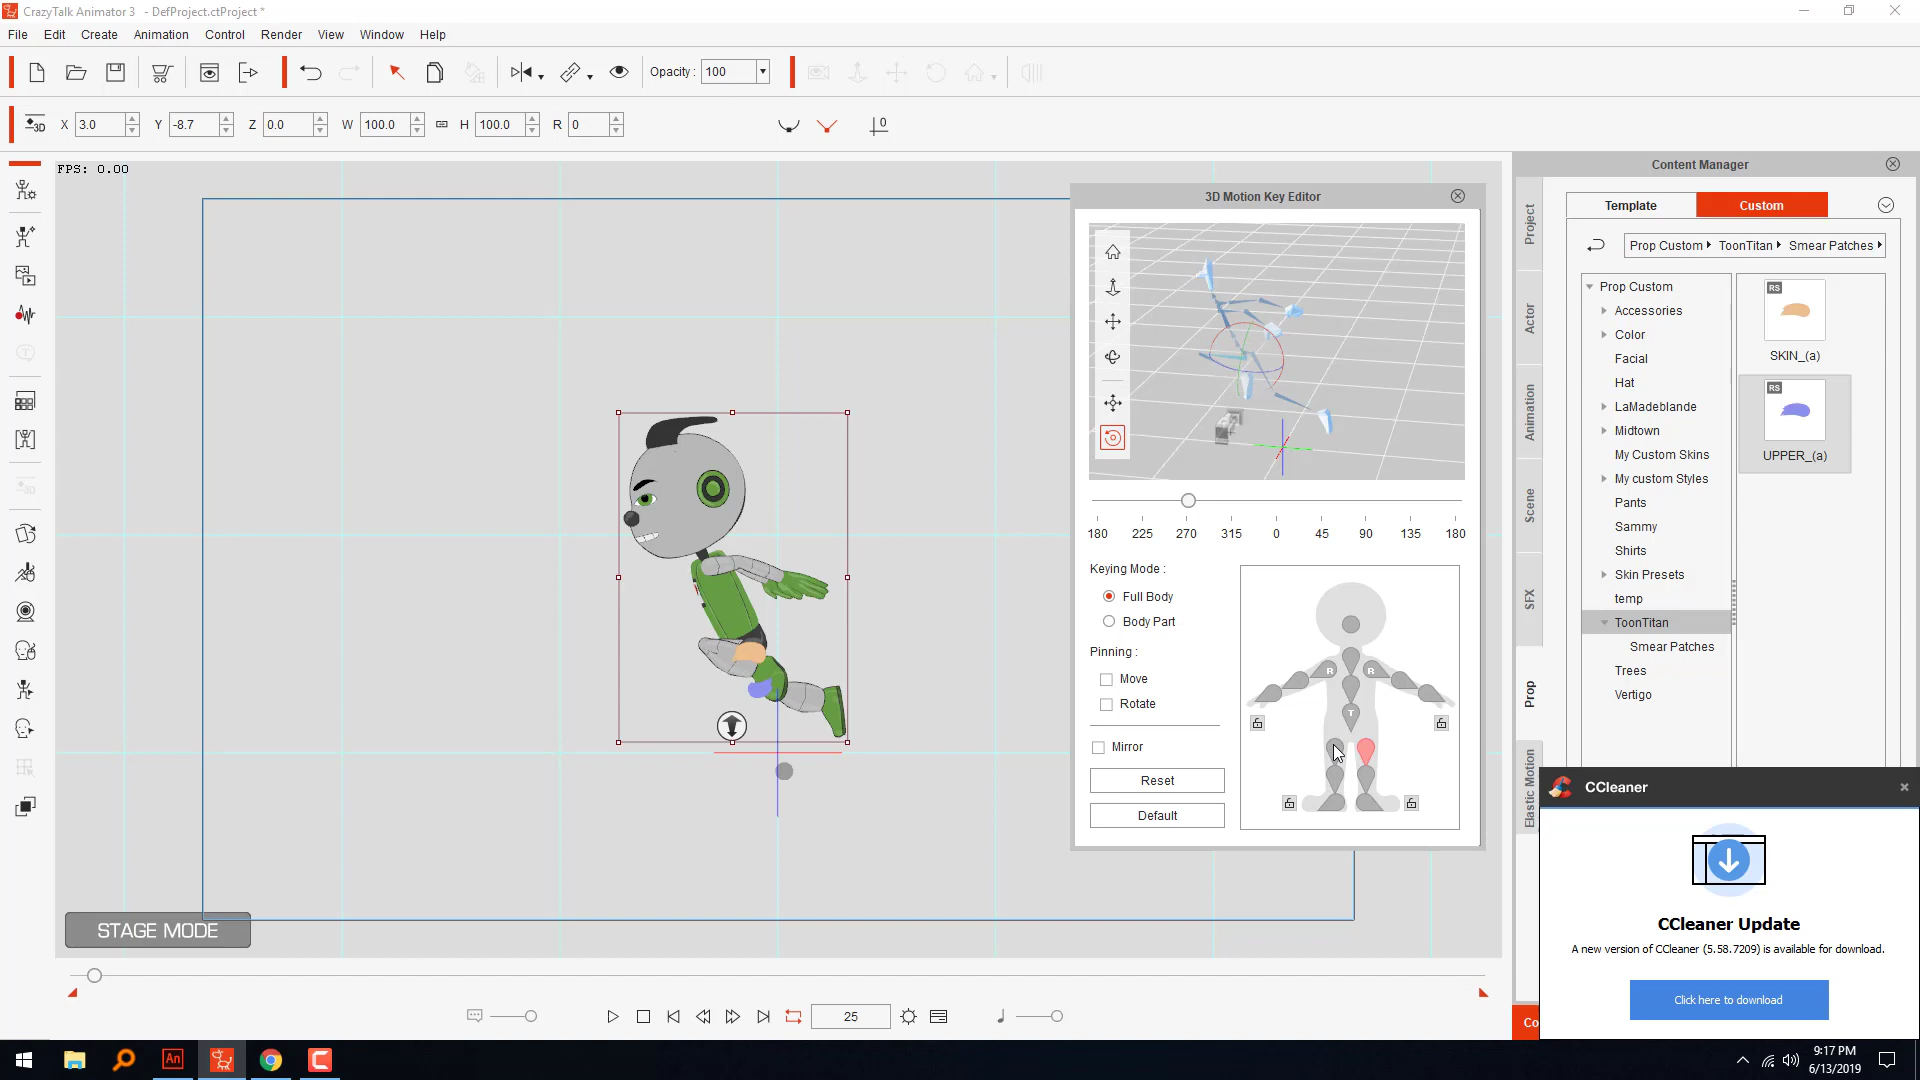 CrazyTalk Animator 3 - DefProject.ctProject *
File Edit Create Animation Control Render View Window Help
Opacity : 100
3D X 3.0 Y -8.7 Z 0.0 W 100.0 H 100.0 R 0
0
FPS: 0.00
STAGE MODE
25
3D Motion Key Editor
180 225 270 315 0 45 90 135 180
Keying Mode :
Full Body
Body Part
Pinning :
Move
Rotate
Mirror
Reset
Default
R R
T
Content Manager
Project
Actor
Animation
Scene
SFX
Prop
Elastic Motion
Template Custom
Prop Custom ToonTitan Smear Patches
Prop Custom
Accessories
Color
Facial
Hat
LaMadeblande
Midtown
My Custom Skins
My custom Styles
Pants
Sammy
Shirts
Skin Presets
temp
ToonTitan
Smear Patches
Trees
Vertigo
RS
SKIN_(a)
RS
UPPER_(a)
Co
CCleaner
CCleaner Update
A new version of CCleaner (5.58.7209) is available for download.
Click here to download
An
9:17 PM
6/13/2019